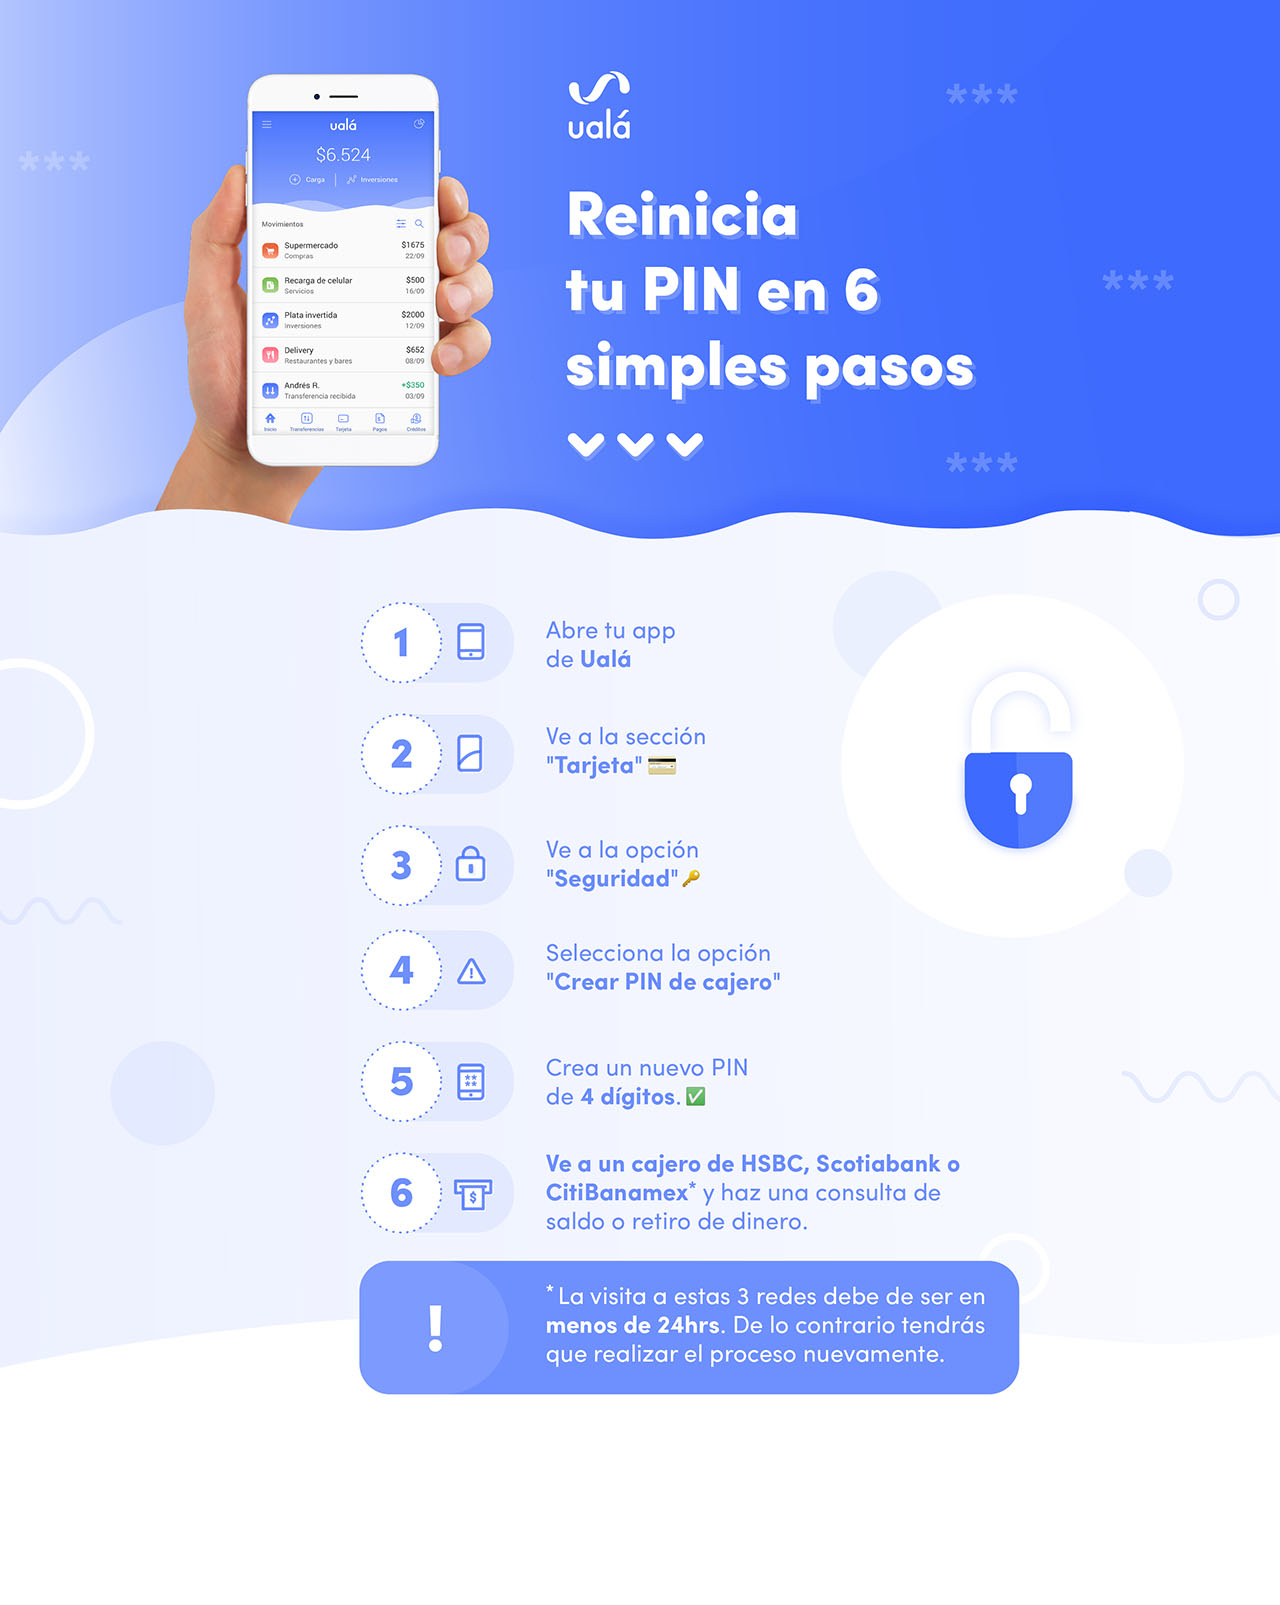 ualá
$6.524
Carga
Inversiones
Movimientos
Supermercado $1675
Compras 22/09
Recarga de celular $500
Servicios 16/09
Plata invertida $2000
Inversiones 12/09
Delivery $652
Restaurantes y bares 08/09
Andrés R. +$350
Transferencia recibida 03/09
Inicio Transferencias Tarjeta Pagos Créditos
ualá
***
***
***
***
Reinicia
tu PIN en 6
simples pasos
1
Abre tu app
de Ualá
2
Ve a la sección
"Tarjeta"
3
Ve a la opción
"Seguridad"
4
Selecciona la opción
"Crear PIN de cajero"
5
Crea un nuevo PIN
de 4 dígitos.
6
Ve a un cajero de HSBC, Scotiabank o
CitiBanamex* y haz una consulta de
saldo o retiro de dinero.
!
* La visita a estas 3 redes debe de ser en
menos de 24hrs. De lo contrario tendrás
que realizar el proceso nuevamente.